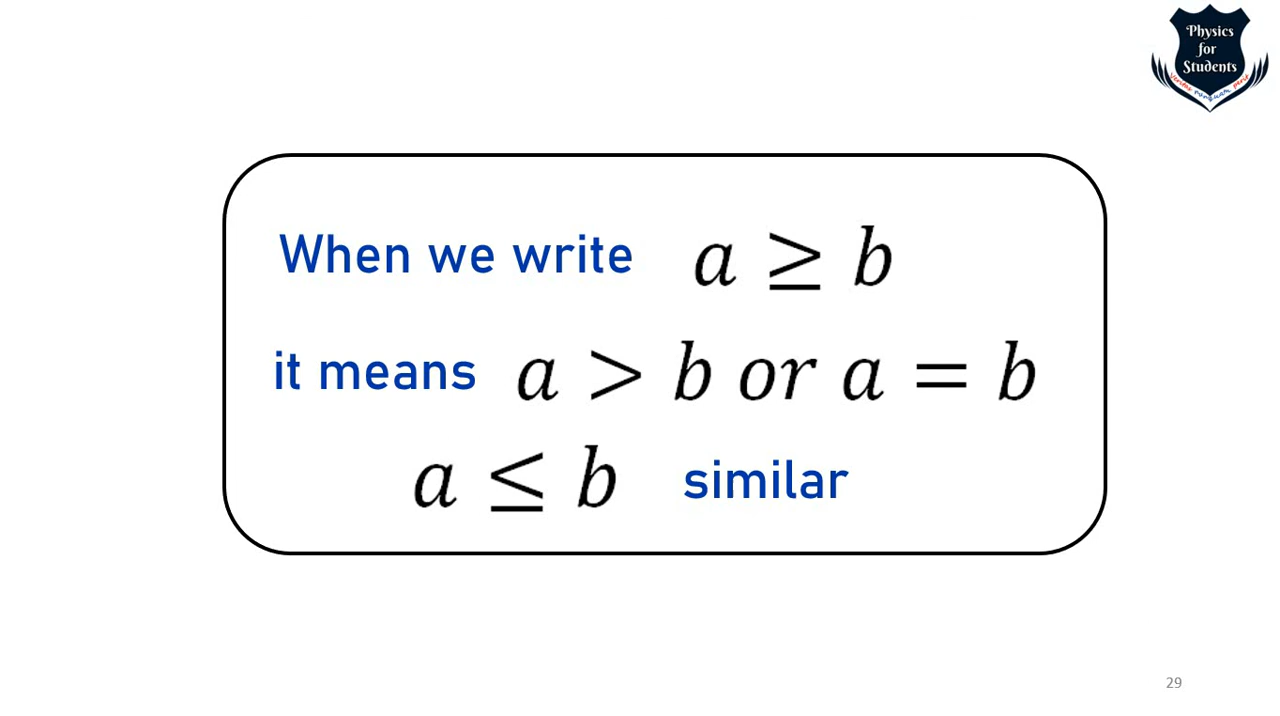 Physics
for
Students
When we write a ≥ b
it means a > b or a = b
a ≤ b similar
29